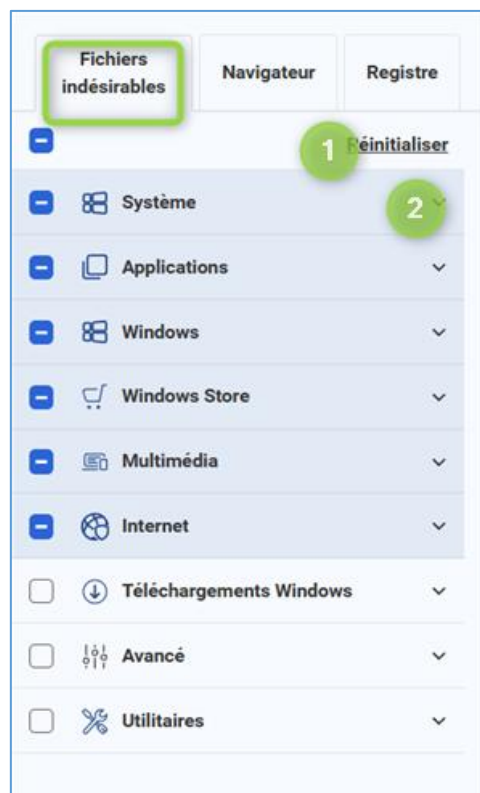 Fichiers
indésirables
Navigateur
Registre
1
Réinitialiser
Système
2
Applications
Windows
Windows Store
Multimédia
Internet
Téléchargements Windows
Avancé
Utilitaires